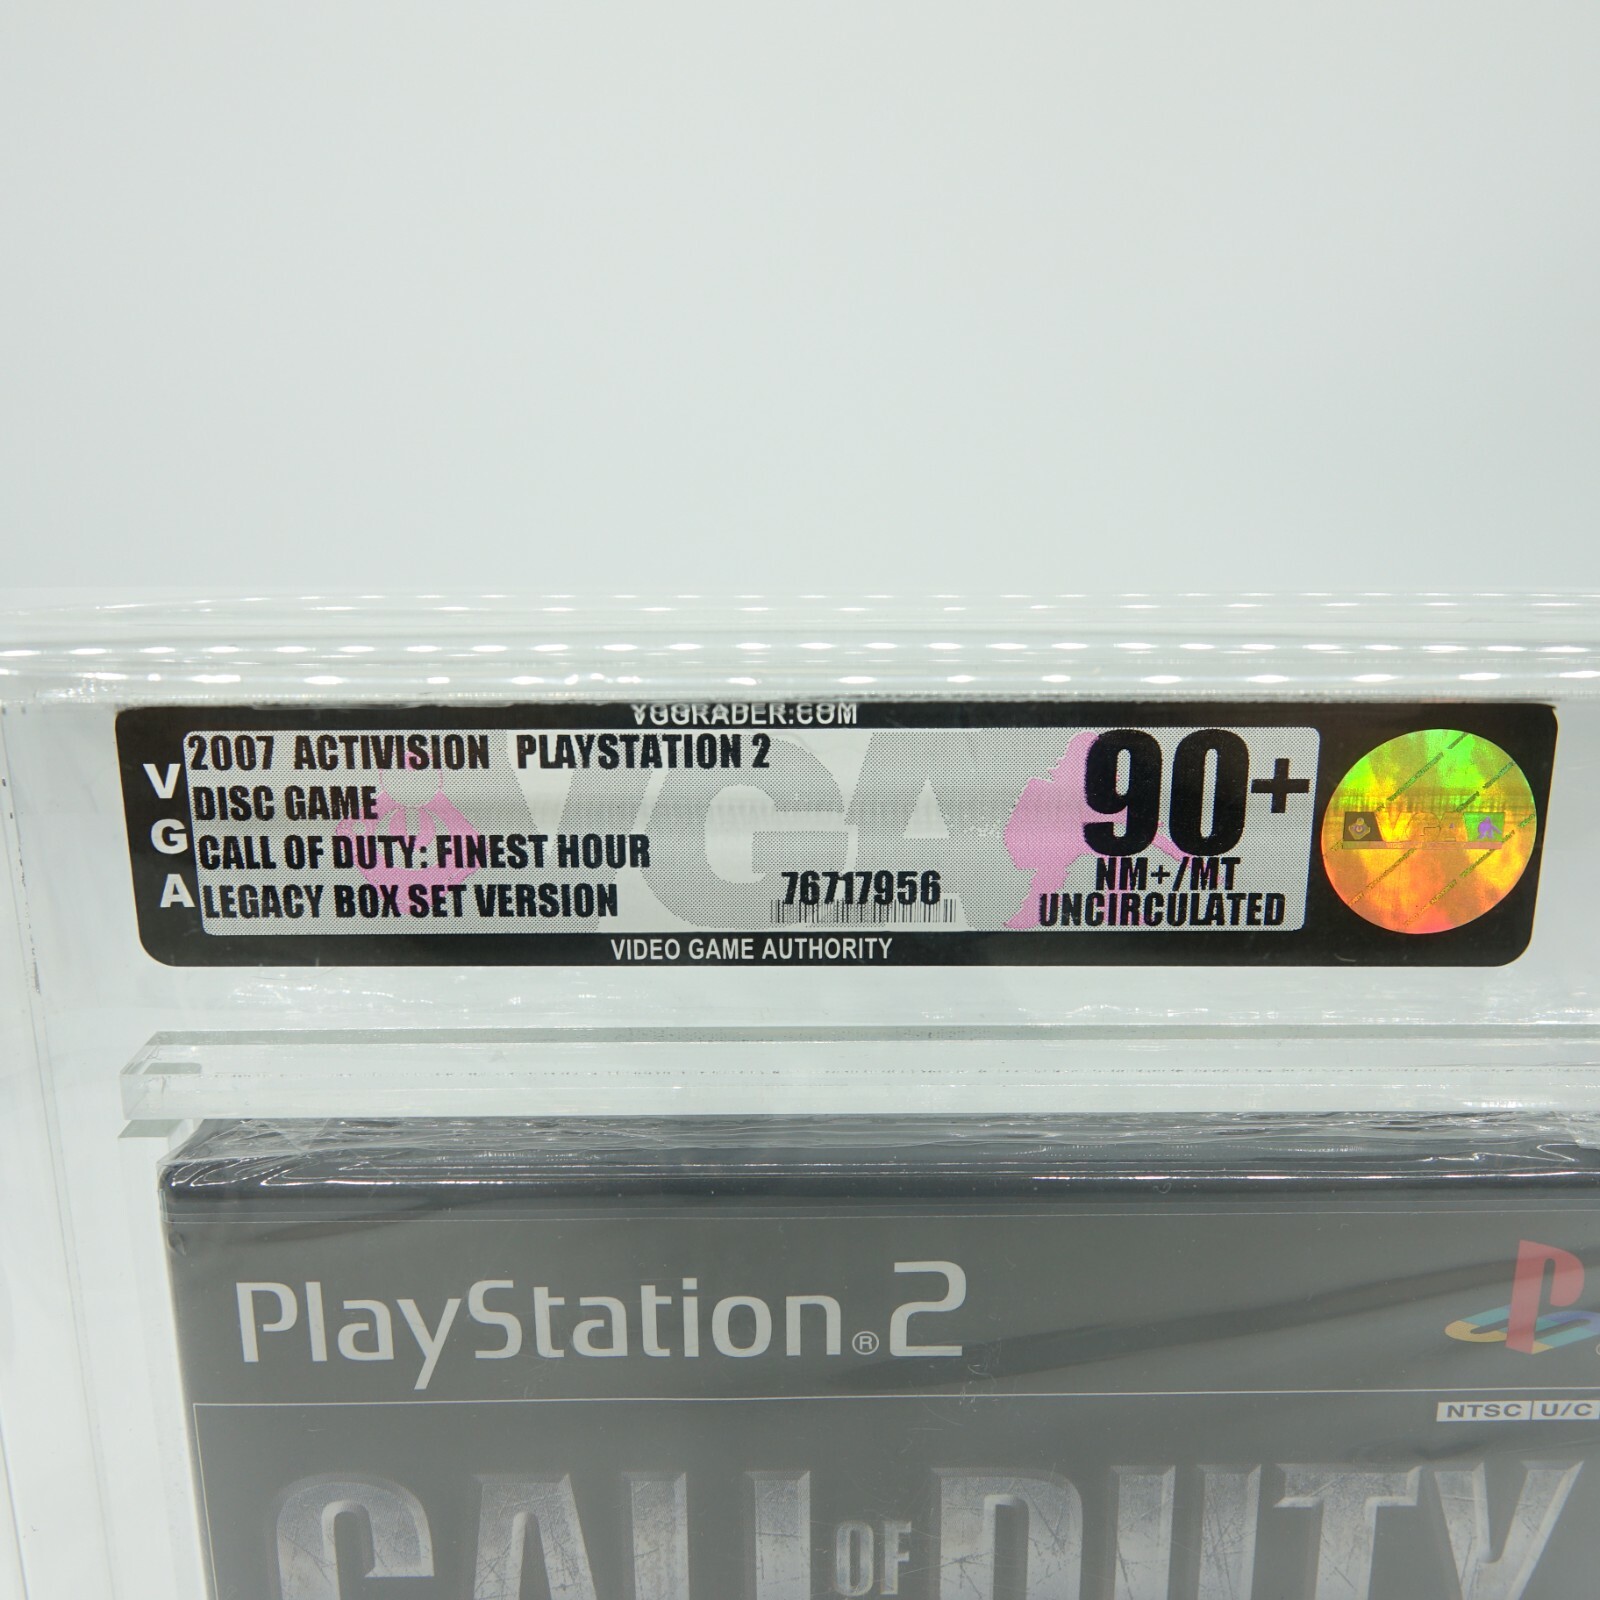 VGGRADER.COM
VGA
2007 ACTIVISION PLAYSTATION 2
DISC GAME
CALL OF DUTY: FINEST HOUR
LEGACY BOX SET VERSION
76717956
90+
NM+/MT
UNCIRCULATED
VIDEO GAME AUTHORITY
PlayStation®2
NTSC U/C
CALL OF DUTY